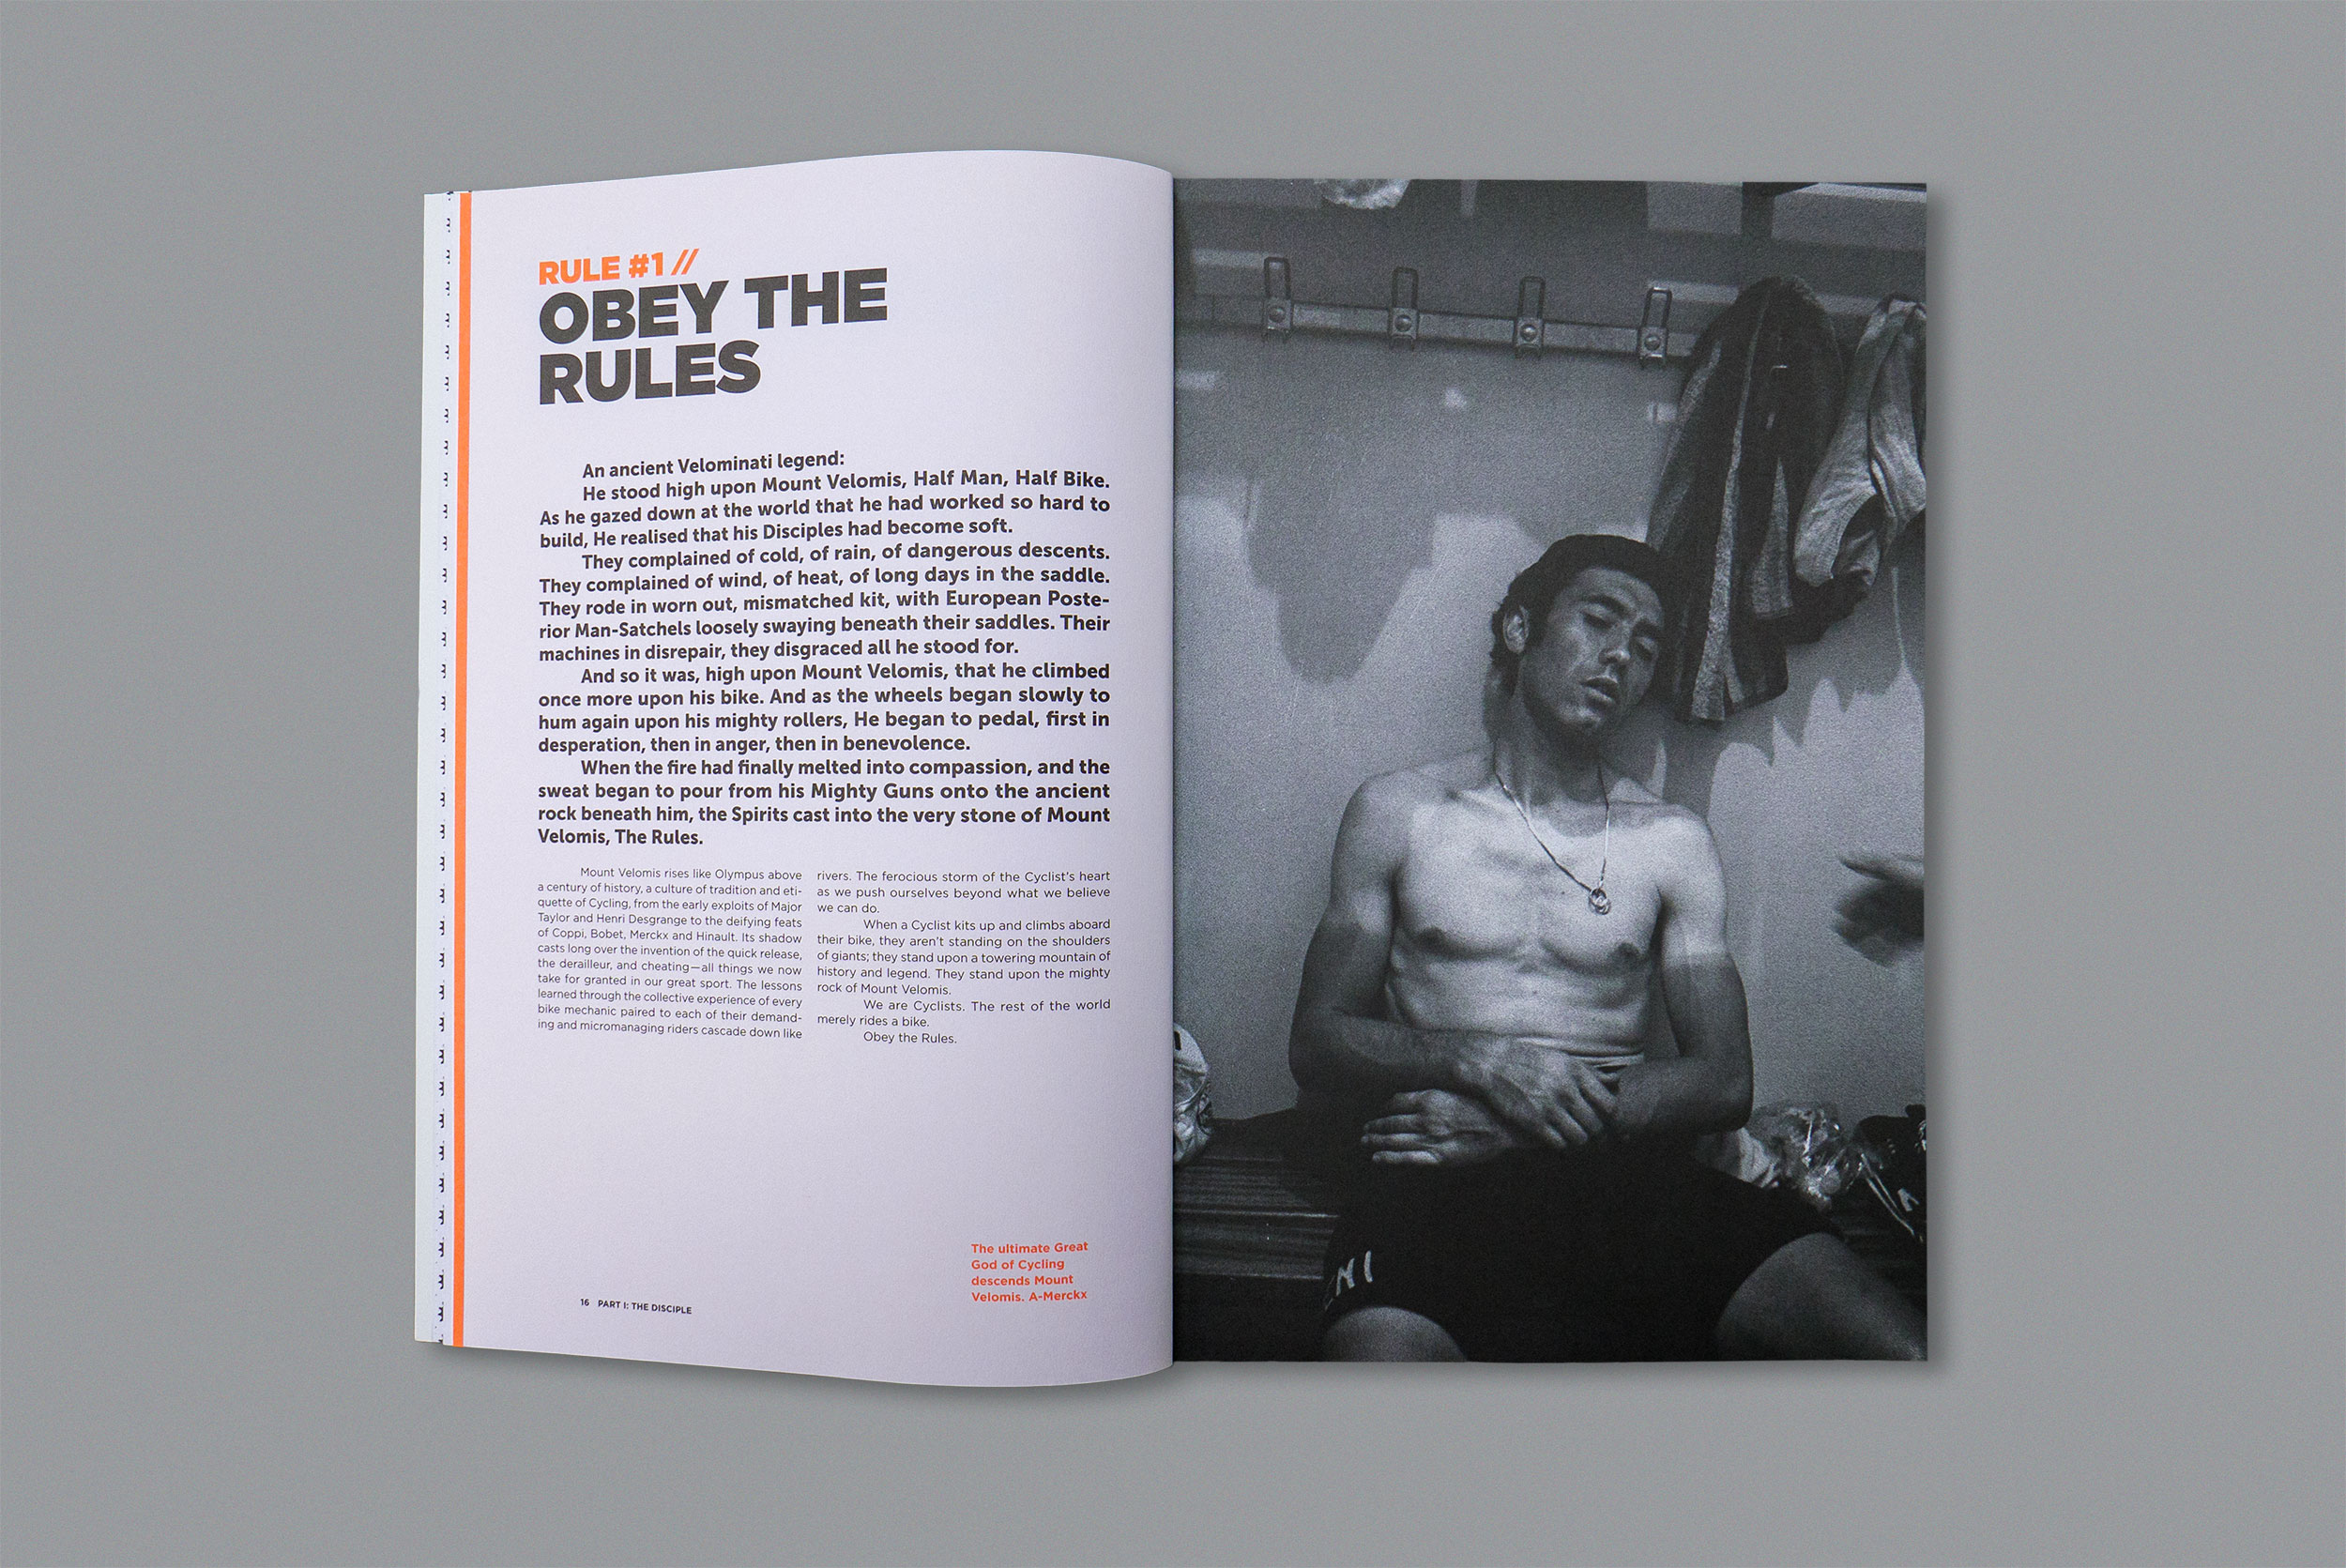 RULE #1 //
OBEY THE
RULES
An ancient Velominati legend:
He stood high upon Mount Velomis, Half Man, Half Bike.
As he gazed down at the world that he had worked so hard to
build, He realised that his Disciples had become soft.
They complained of cold, of rain, of dangerous descents.
They complained of wind, of heat, of long days in the saddle.
They rode in worn out, mismatched kit, with European Poste-
rior Man-Satchels loosely swaying beneath their saddles. Their
machines in disrepair, they disgraced all he stood for.
And so it was, high upon Mount Velomis, that he climbed
once more upon his bike. And as the wheels began slowly to
hum again upon his mighty rollers, He began to pedal, first in
desperation, then in anger, then in benevolence.
When the fire had finally melted into compassion, and the
sweat began to pour from his Mighty Guns onto the ancient
rock beneath him, the Spirits cast into the very stone of Mount
Velomis, The Rules.
Mount Velomis rises like Olympus above
a century of history, a culture of tradition and eti-
quette of Cycling, from the early exploits of Major
Taylor and Henri Desgrange to the deifying feats
of Coppi, Bobet, Merckx and Hinault. Its shadow
casts long over the invention of the quick release,
the derailleur, and cheating—all things we now
take for granted in our great sport. The lessons
learned through the collective experience of every
bike mechanic paired to each of their demand-
ing and micromanaging riders cascade down like
rivers. The ferocious storm of the Cyclist's heart
as we push ourselves beyond what we believe
we can do.
When a Cyclist kits up and climbs aboard
their bike, they aren't standing on the shoulders
of giants; they stand upon a towering mountain of
history and legend. They stand upon the mighty
rock of Mount Velomis.
We are Cyclists. The rest of the world
merely rides a bike.
Obey the Rules.
The ultimate Great
God of Cycling
descends Mount
Velomis. A-Merckx
16 PART I: THE DISCIPLE